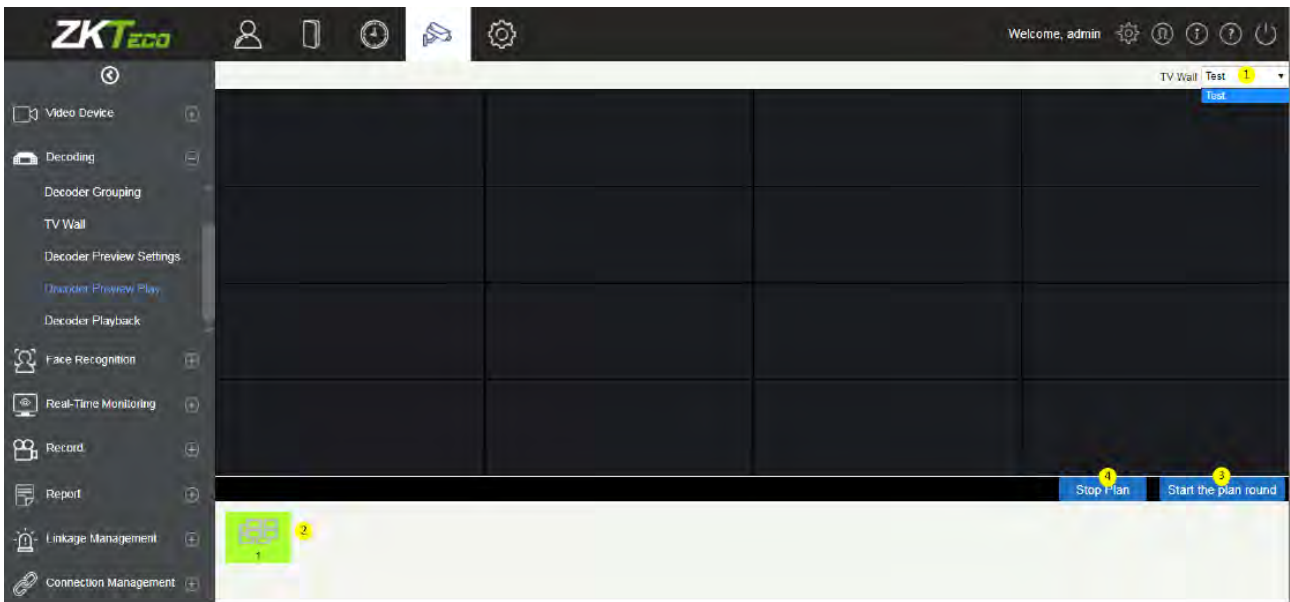 ZKTeco
Welcome, admin
TV Wall Test 1
Test
Video Device
Decoding
Decoder Grouping
TV Wall
Decoder Preview Settings
Decoder Preview Play
Decoder Playback
Face Recognition
Real-Time Monitoring
Record
Report
Linkage Management
Connection Management
4 3
Stop Plan Start the plan round
2
1